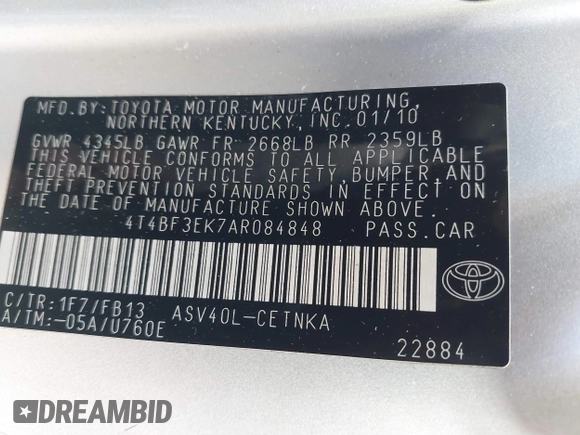 MFD.BY:TOYOTA MOTOR MANUFACTURING,
NORTHERN KENTUCKY,INC.01/10
GVWR 4345LB GAWR FR 2668LB RR 2359LB
THIS VEHICLE CONFORMS TO ALL APPLICABLE
FEDERAL MOTOR VEHICLE SAFETY BUMPER AND
THEFT PREVENTION STANDARDS IN EFFECT ON
THE DATE OF MANUFACTURE SHOWN ABOVE.
4T4BF3EK7AR084848 PASS.CAR
C/TR:1F7/FB13 ASV40L-CETNKA
A/TM:-05A/U760E
22884
DREAMBID